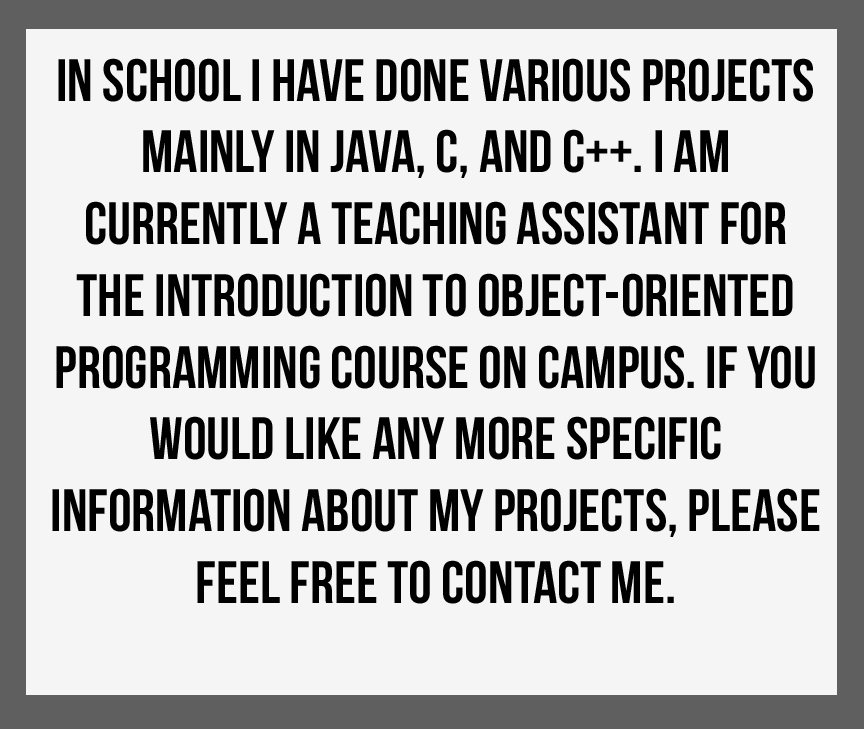 IN SCHOOL I HAVE DONE VARIOUS PROJECTS
MAINLY IN JAVA, C, AND C++. I AM
CURRENTLY A TEACHING ASSISTANT FOR
THE INTRODUCTION TO OBJECT-ORIENTED
PROGRAMMING COURSE ON CAMPUS. IF YOU
WOULD LIKE ANY MORE SPECIFIC
INFORMATION ABOUT MY PROJECTS, PLEASE
FEEL FREE TO CONTACT ME.